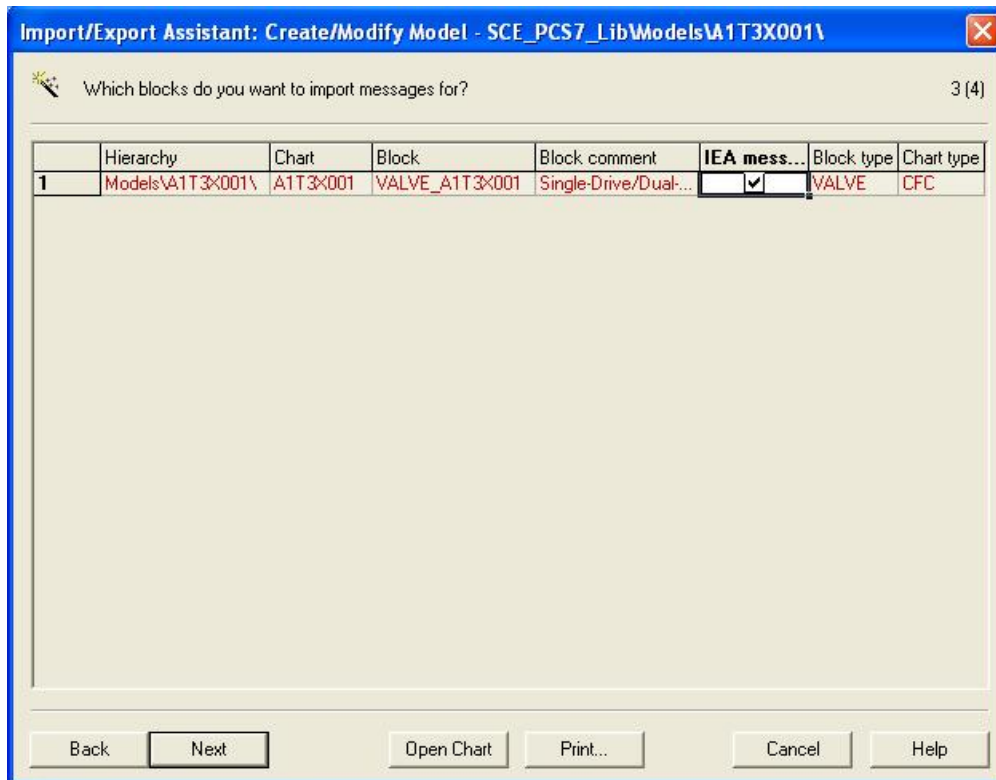 Import/Export Assistant: Create/Modify Model - SCE_PCS7_Lib\Models\A1T3X001\
Which blocks do you want to import messages for? 3 (4)
Hierarchy Chart Block Block comment IEA mess... Block type Chart type
1 Models\A1T3X001\ A1T3X001 VALVE_A1T3X001 Single-Drive/Dual-... VALVE CFC
Back Next Open Chart Print... Cancel Help